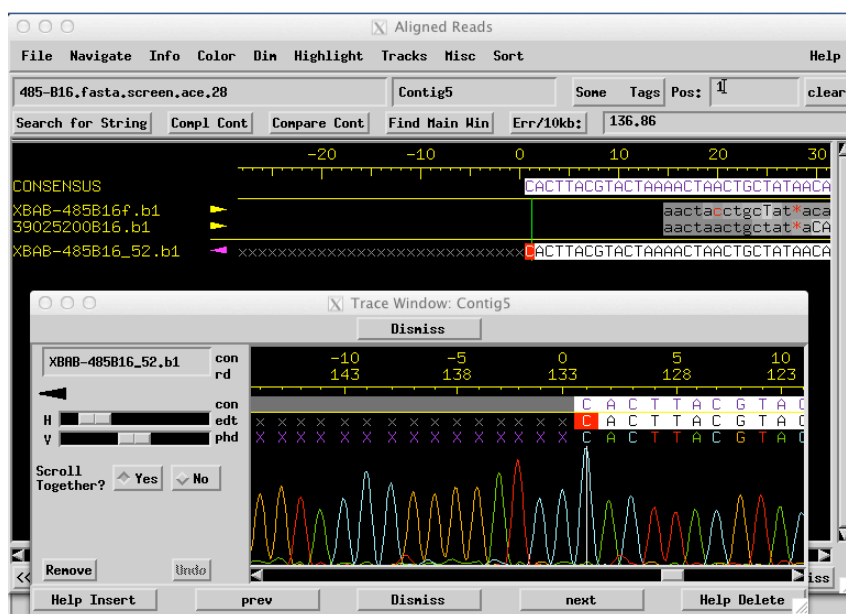 Aligned Reads
File Navigate Info Color Dim Highlight Tracks Misc Sort Help
485-B16.fasta.screen.ace.28 Contig5 Some Tags Pos: 1 clear
Search for String Compl Cont Compare Cont Find Main Win Err/10kb: 136.86
-20 -10 0 10 20 30
CONSENSUS CACTTACGTACTAAAACTAACTGCTATAACA
XBAB-485B16f.b1 aactacctgcTat*aca
39025200B16.b1 aactaactgctat*aCA
XBAB-485B16_52.b1 xxxxxxxxxxxxxxxxxxxxxxxxxxxxxCACTTACGTACTAAAACTAACTGCTATAACA
Trace Window: Contig5
Dismiss
XBAB-485B16_52.b1 con -10 -5 0 5 10
rd 143 138 133 128 123
con C A C T T A C G T A C
H edt x x x x x x x x x x x x x x x C A C T T A C G T A C
V phd X X X X X X X X X X X X X X X C A C T T A C G T A C
Scroll
Together? Yes No
Remove Undo
<< iss
Help Insert prev Dismiss next Help Delete